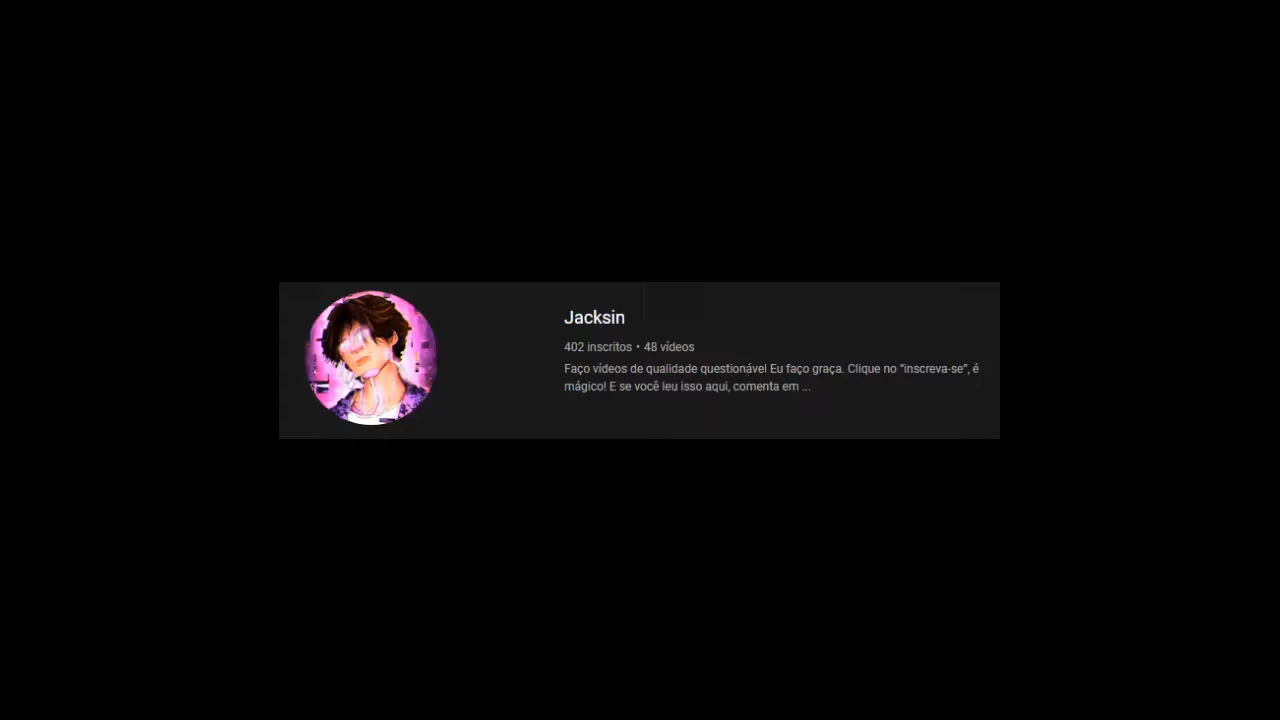 Jacksin
402 inscritos • 48 vídeos
Faço vídeos de qualidade questionável Eu faço graça. Clique no “inscreva-se”, é
mágico! E se você leu isso aqui, comenta em ...